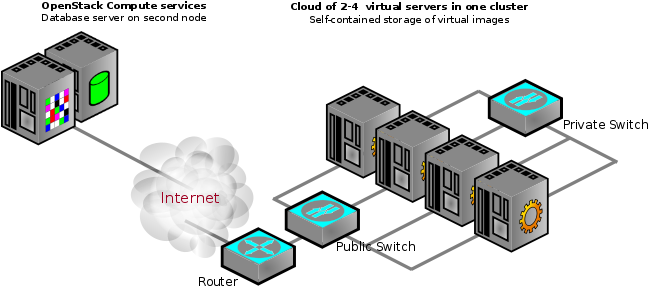 OpenStack Compute services
Database server on second node
Cloud of 2-4 virtual servers in one cluster
Self-contained storage of virtual images
Private Switch
Internet
Public Switch
Router